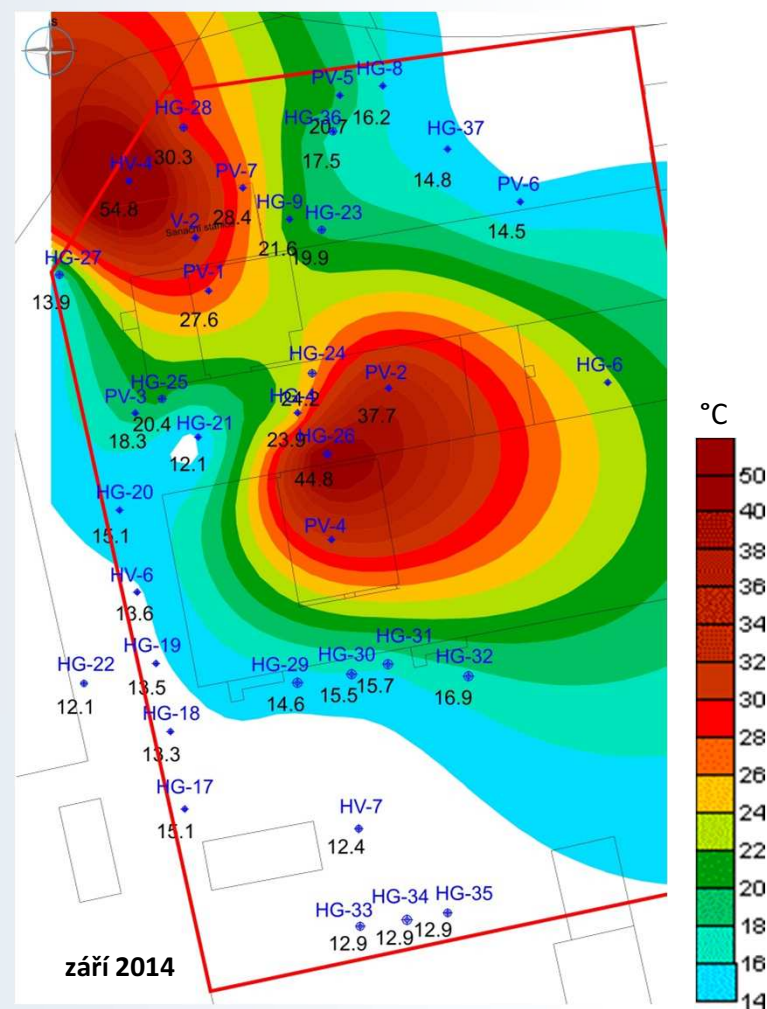 S
HG-8
PV-5
16.2
HG-28
HG-36
20.7
HG-37
17.5
30.3
14.8
HV-4
PV-7
PV-6
54.8
28.4
HG-9
V-2
HG-23
14.5
Sanační stanice
21.6
19.9
HG-27
PV-1
13.9
27.6
HG-24
PV-2
HG-6
HG-25
24.2
PV-3
HG-4
37.7
20.4
18.3
HG-21
23.9
12.1
HG-26
44.8
HG-20
PV-4
15.1
HV-6
13.6
HG-19
HG-31
HG-22
HG-29
HG-30
HG-32
13.5
15.7
12.1
14.6
15.5
16.9
HG-18
13.3
HG-17
15.1
HV-7
12.4
HG-33
HG-34
HG-35
12.9
12.9
12.9
září 2014
°C
50
40
38
36
34
32
30
28
26
24
22
20
18
16
14